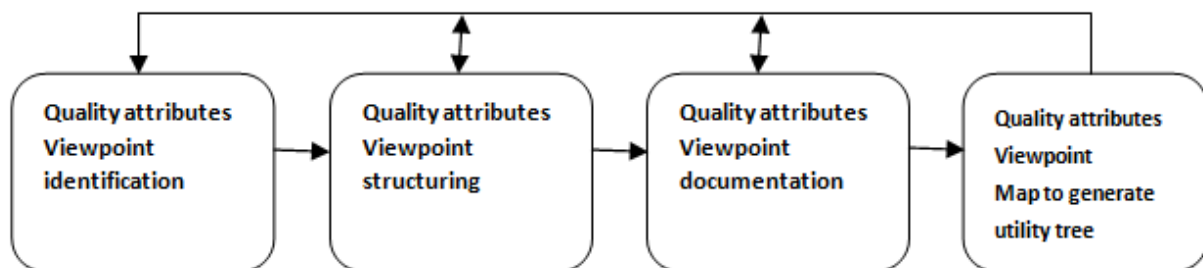 Quality attributes
Viewpoint
identification
Quality attributes
Viewpoint
structuring
Quality attributes
Viewpoint
documentation
Quality attributes
Viewpoint
Map to generate
utility tree